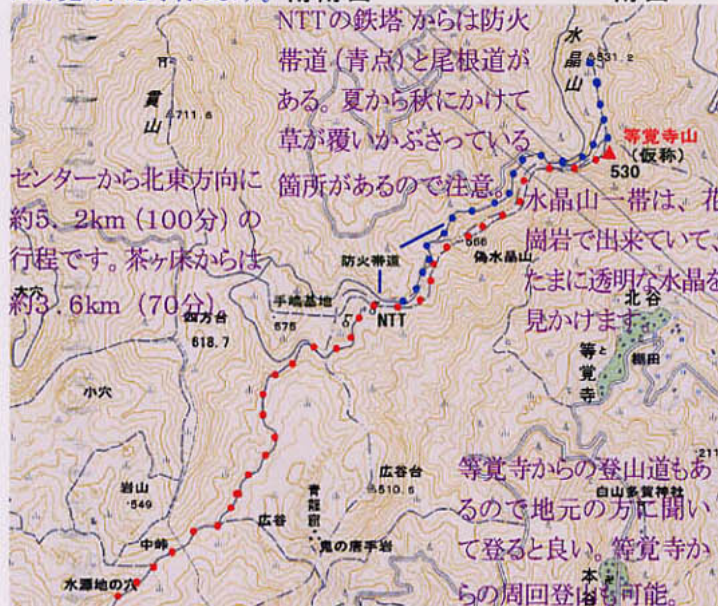 NTTの鉄塔からは防火
帯道(青点)と尾根道が
ある。夏から秋にかけて
草が覆いかぶさっている
箇所があるので注意。
水晶山
531.2
貫山
711.6
等覚寺山
(仮称)
530
センターから北東方向に
約5.2km(100分)の
行程です。茶ヶ床からは
約3.6km(70分)
水晶山一帯は、花
崗岩で出来ていて、
たまに透明な水晶を
見かけます。
666
偽水晶山
防火帯道
手嶋基地
NTT
675
四方台
618.7
大穴
小穴
北谷
等覚寺
と
棚田
岩山
549
広谷台
510.5
青龍窟
広谷
鬼の唐手岩
中峠
水源地の穴
211
白山多賀神社
等覚寺からの登山道もあ
るので地元の方に聞い
て登ると良い。等覚寺か
らの周回登山も可能。
本谷